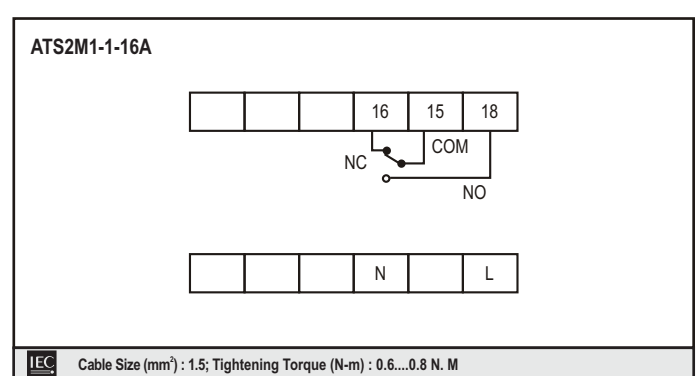 ATS2M1-1-16A
16 15 18
NC COM
NO
N L
IEC Cable Size (mm²) : 1.5; Tightening Torque (N-m) : 0.6....0.8 N. M